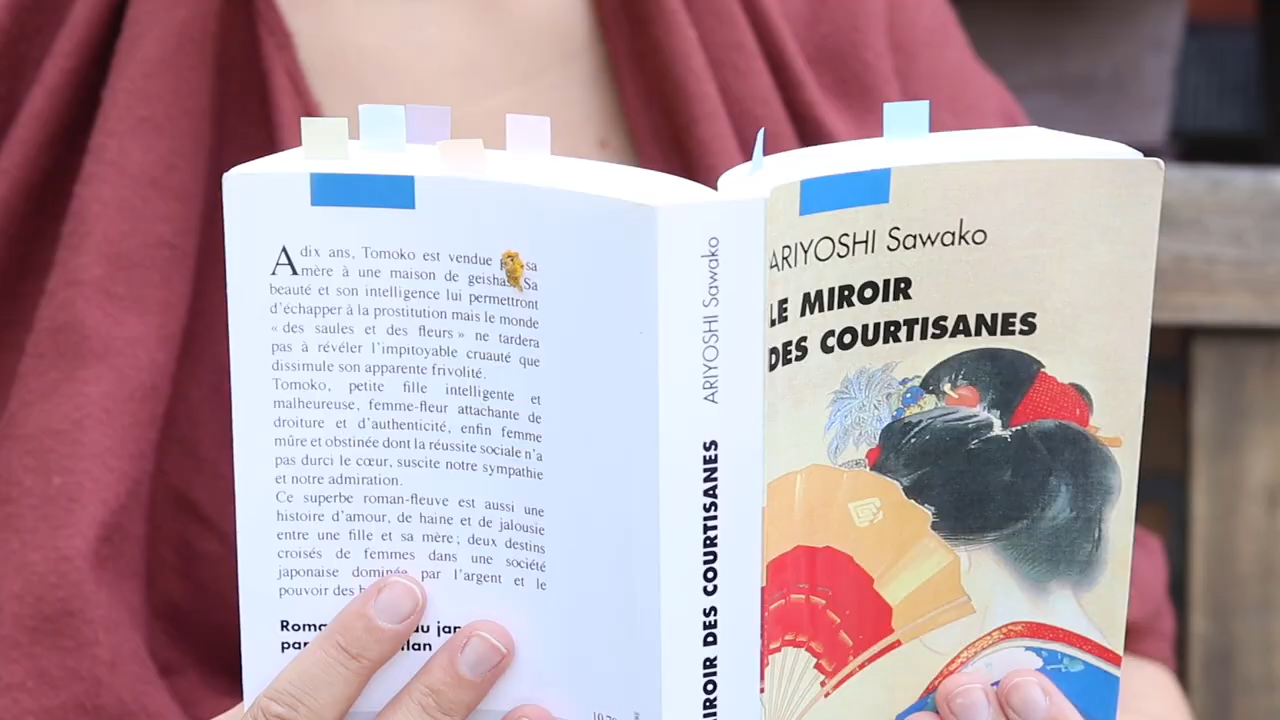 A dix ans, Tomoko est vendue sa
mère à une maison de geishas. Sa
beauté et son intelligence lui permettront
d'échapper à la prostitution mais le monde
« des saules et des fleurs » ne tardera
pas à révéler l'impitoyable cruauté que
dissimule son apparente frivolité.
Tomoko, petite fille intelligente et
malheureuse, femme-fleur attachante de
droiture et d'authenticité, enfin femme
mûre et obstinée dont la réussite sociale n'a
pas durci le cœur, suscite notre sympathie
et notre admiration.
Ce superbe roman-fleuve est aussi une
histoire d'amour, de haine et de jalousie
entre une fille et sa mère ; deux destins
croisés de femmes dans une société
japonaise dominée par l'argent et le
pouvoir des
ARIYOSHI Sawako
MIROIR DES COURTISANES
ARIYOSHI Sawako
LE MIROIR
DES COURTISANES